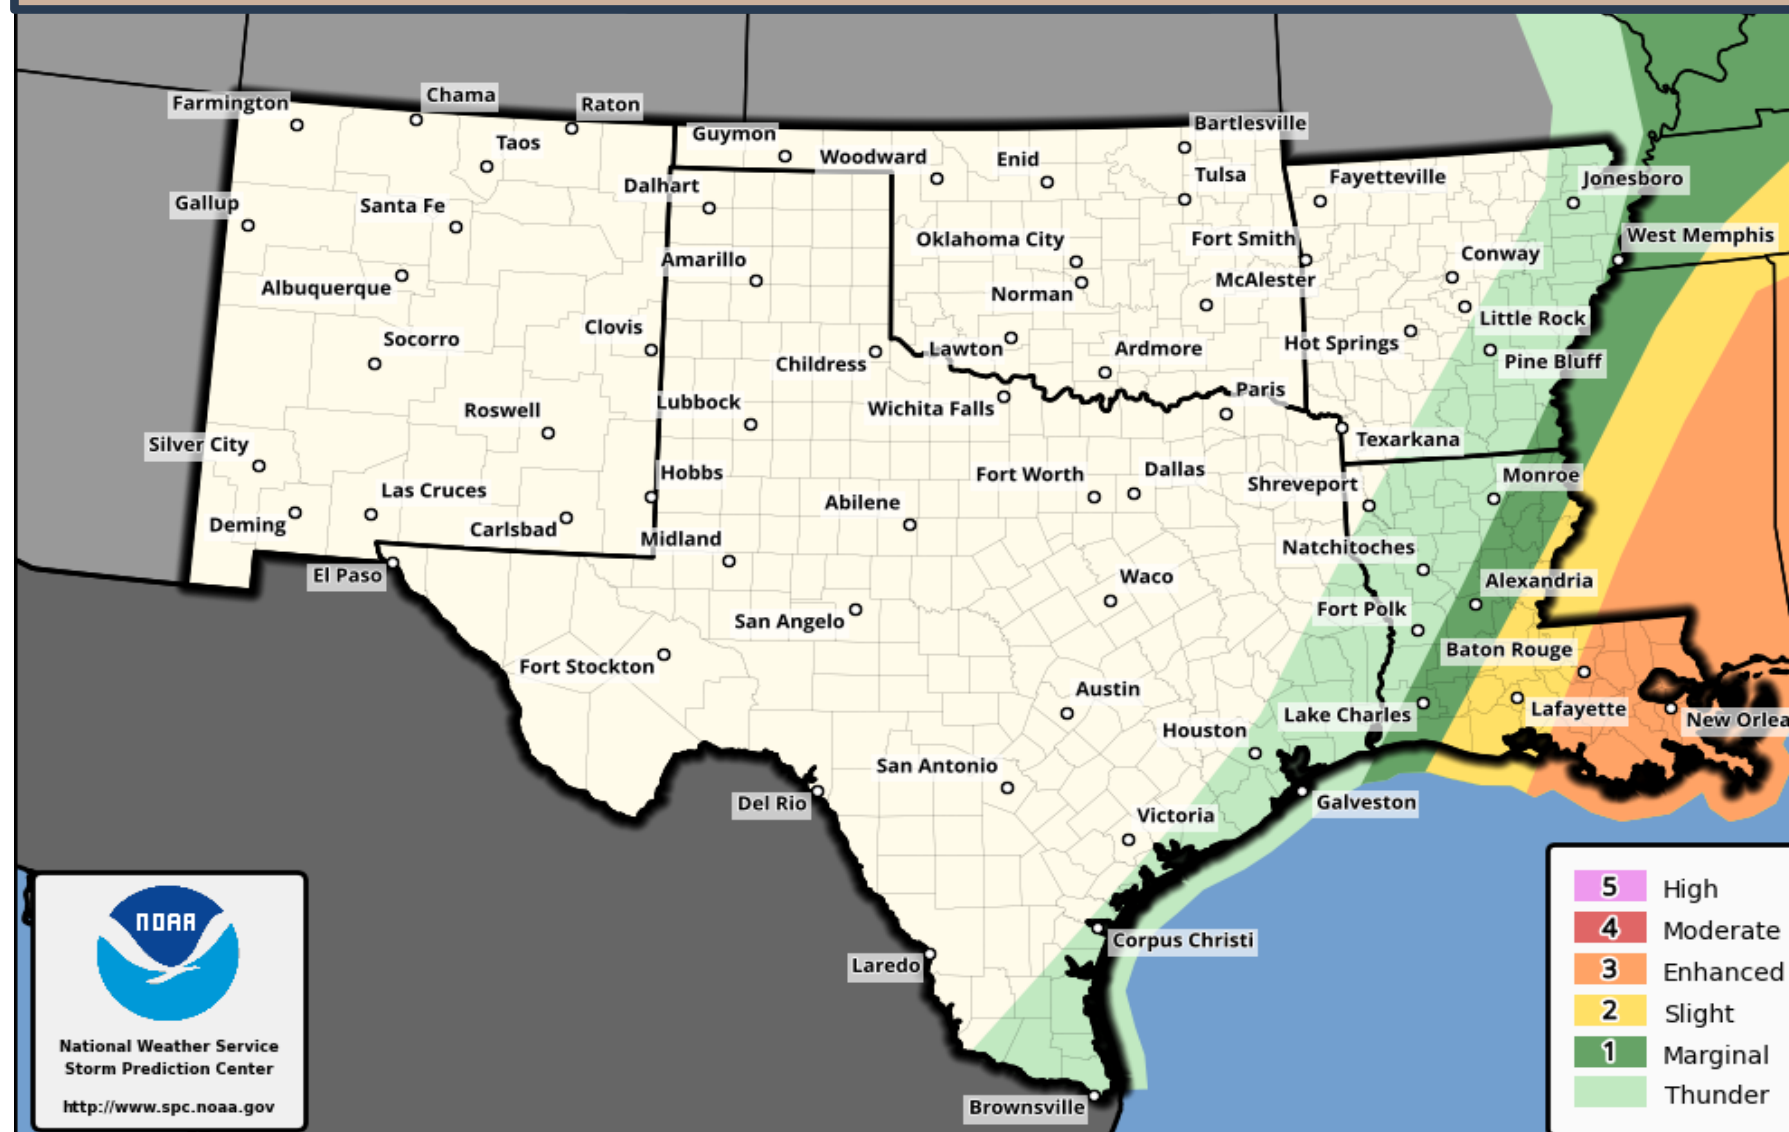 Farmington
Chama
Raton
Guymon
Bartlesville
Taos
Woodward
Enid
Tulsa
Fayetteville
Jonesboro
Dalhart
Gallup
Santa Fe
Oklahoma City
Fort Smith
West Memphis
Conway
Amarillo
McAlester
Albuquerque
Norman
Little Rock
Clovis
Socorro
Hot Springs
Lawton
Ardmore
Pine Bluff
Childress
Paris
Lubbock
Wichita Falls
Roswell
Texarkana
Silver City
Hobbs
Fort Worth
Dallas
Monroe
Shreveport
Las Cruces
Abilene
Deming
Carlsbad
Midland
Natchitoches
El Paso
Waco
Alexandria
Fort Polk
San Angelo
Baton Rouge
Fort Stockton
Austin
Lake Charles
Lafayette
New Orlea
Houston
San Antonio
Del Rio
Galveston
Victoria
Corpus Christi
Laredo
Brownsville
NOAA
National Weather Service
Storm Prediction Center
http://www.spc.noaa.gov
5 High
4 Moderate
3 Enhanced
2 Slight
1 Marginal
Thunder